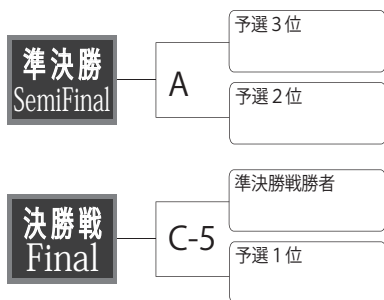 準決勝
SemiFinal
A
予選3位
予選2位
決勝戦
Final
C-5
準決勝戦勝者
予選1位